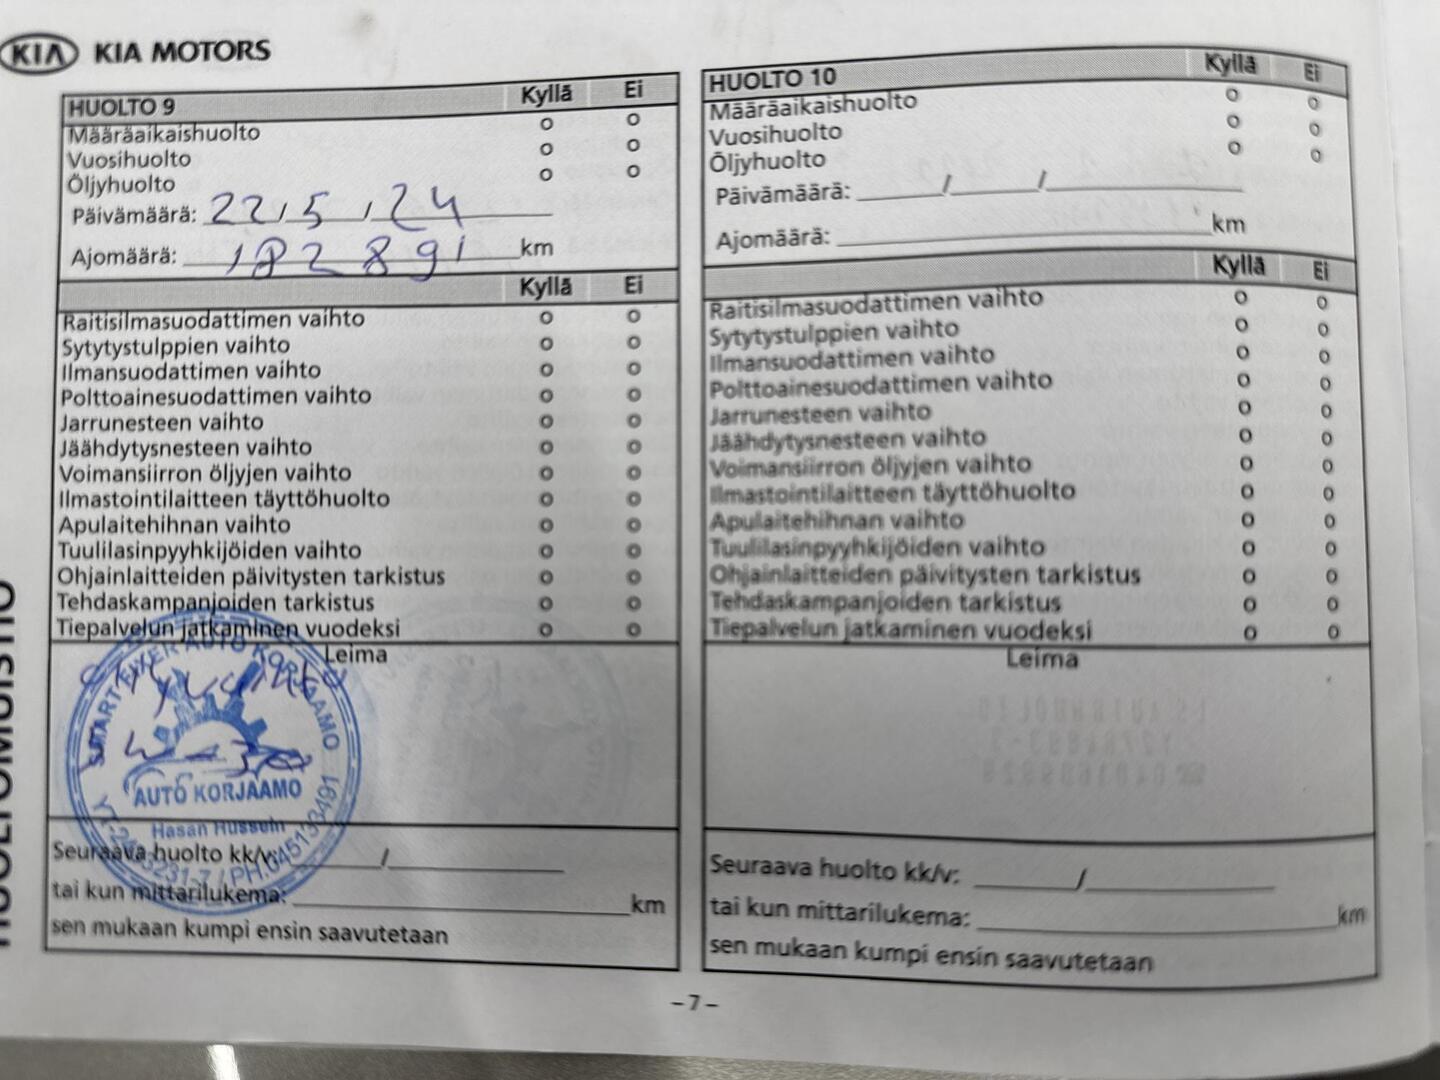 KIA KIA MOTORS
HUOLTO 9 Kyllä Ei
Määräaikaishuolto o o
Vuosihuolto o o
Öljyhuolto o o
Päivämäärä: 22/5/24
Ajomäärä: 182891 km
Kyllä Ei
Raitisilmasuodattimen vaihto o o
Sytytystulppien vaihto o o
Ilmansuodattimen vaihto o o
Polttoainesuodattimen vaihto o o
Jarrunesteen vaihto o o
Jäähdytysnesteen vaihto o o
Voimansiirron öljyjen vaihto o o
Ilmastointilaitteen täyttöhuolto o o
Apulaitehihnan vaihto o o
Tuulilasinpyyhkijöiden vaihto o o
Ohjainlaitteiden päivitysten tarkistus o o
Tehdaskampanjoiden tarkistus o o
Tiepalvelun jatkaminen vuodeksi o o
Leima
AUTO KORJAAMO
AUTO KORJAAMO
Hasan Hussein
Seuraava huolto kk/v: /
tai kun mittarilukema: km
sen mukaan kumpi ensin saavutetaan
HUOLTO 10 Kyllä Ei
Määräaikaishuolto o o
Vuosihuolto o o
Öljyhuolto o o
Päivämäärä: / /
Ajomäärä: km
Kyllä Ei
Raitisilmasuodattimen vaihto o o
Sytytystulppien vaihto o o
Ilmansuodattimen vaihto o o
Polttoainesuodattimen vaihto o o
Jarrunesteen vaihto o o
Jäähdytysnesteen vaihto o o
Voimansiirron öljyjen vaihto o o
Ilmastointilaitteen täyttöhuolto o o
Apulaitehihnan vaihto o o
Tuulilasinpyyhkijöiden vaihto o o
Ohjainlaitteiden päivitysten tarkistus o o
Tehdaskampanjoiden tarkistus o o
Tiepalvelun jatkaminen vuodeksi o o
Leima
Seuraava huolto kk/v: /
tai kun mittarilukema: km
sen mukaan kumpi ensin saavutetaan
-7-